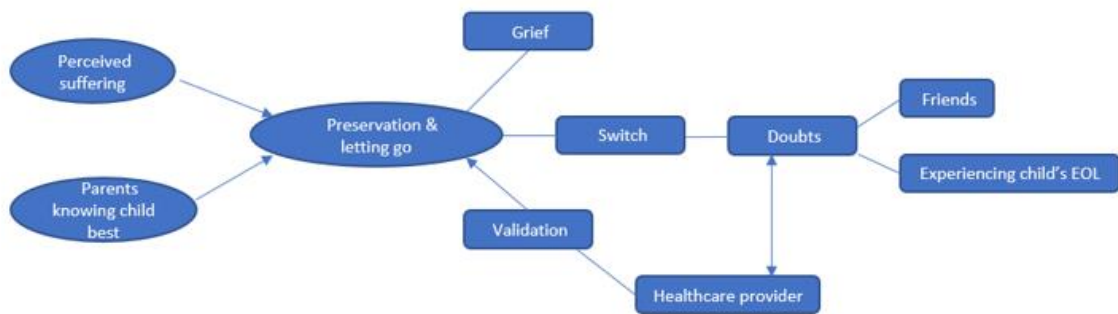 Grief
Perceived
suffering
Friends
Preservation &
letting go
Switch
Doubts
Experiencing child's EOL
Parents
knowing child
best
Validation
Healthcare provider